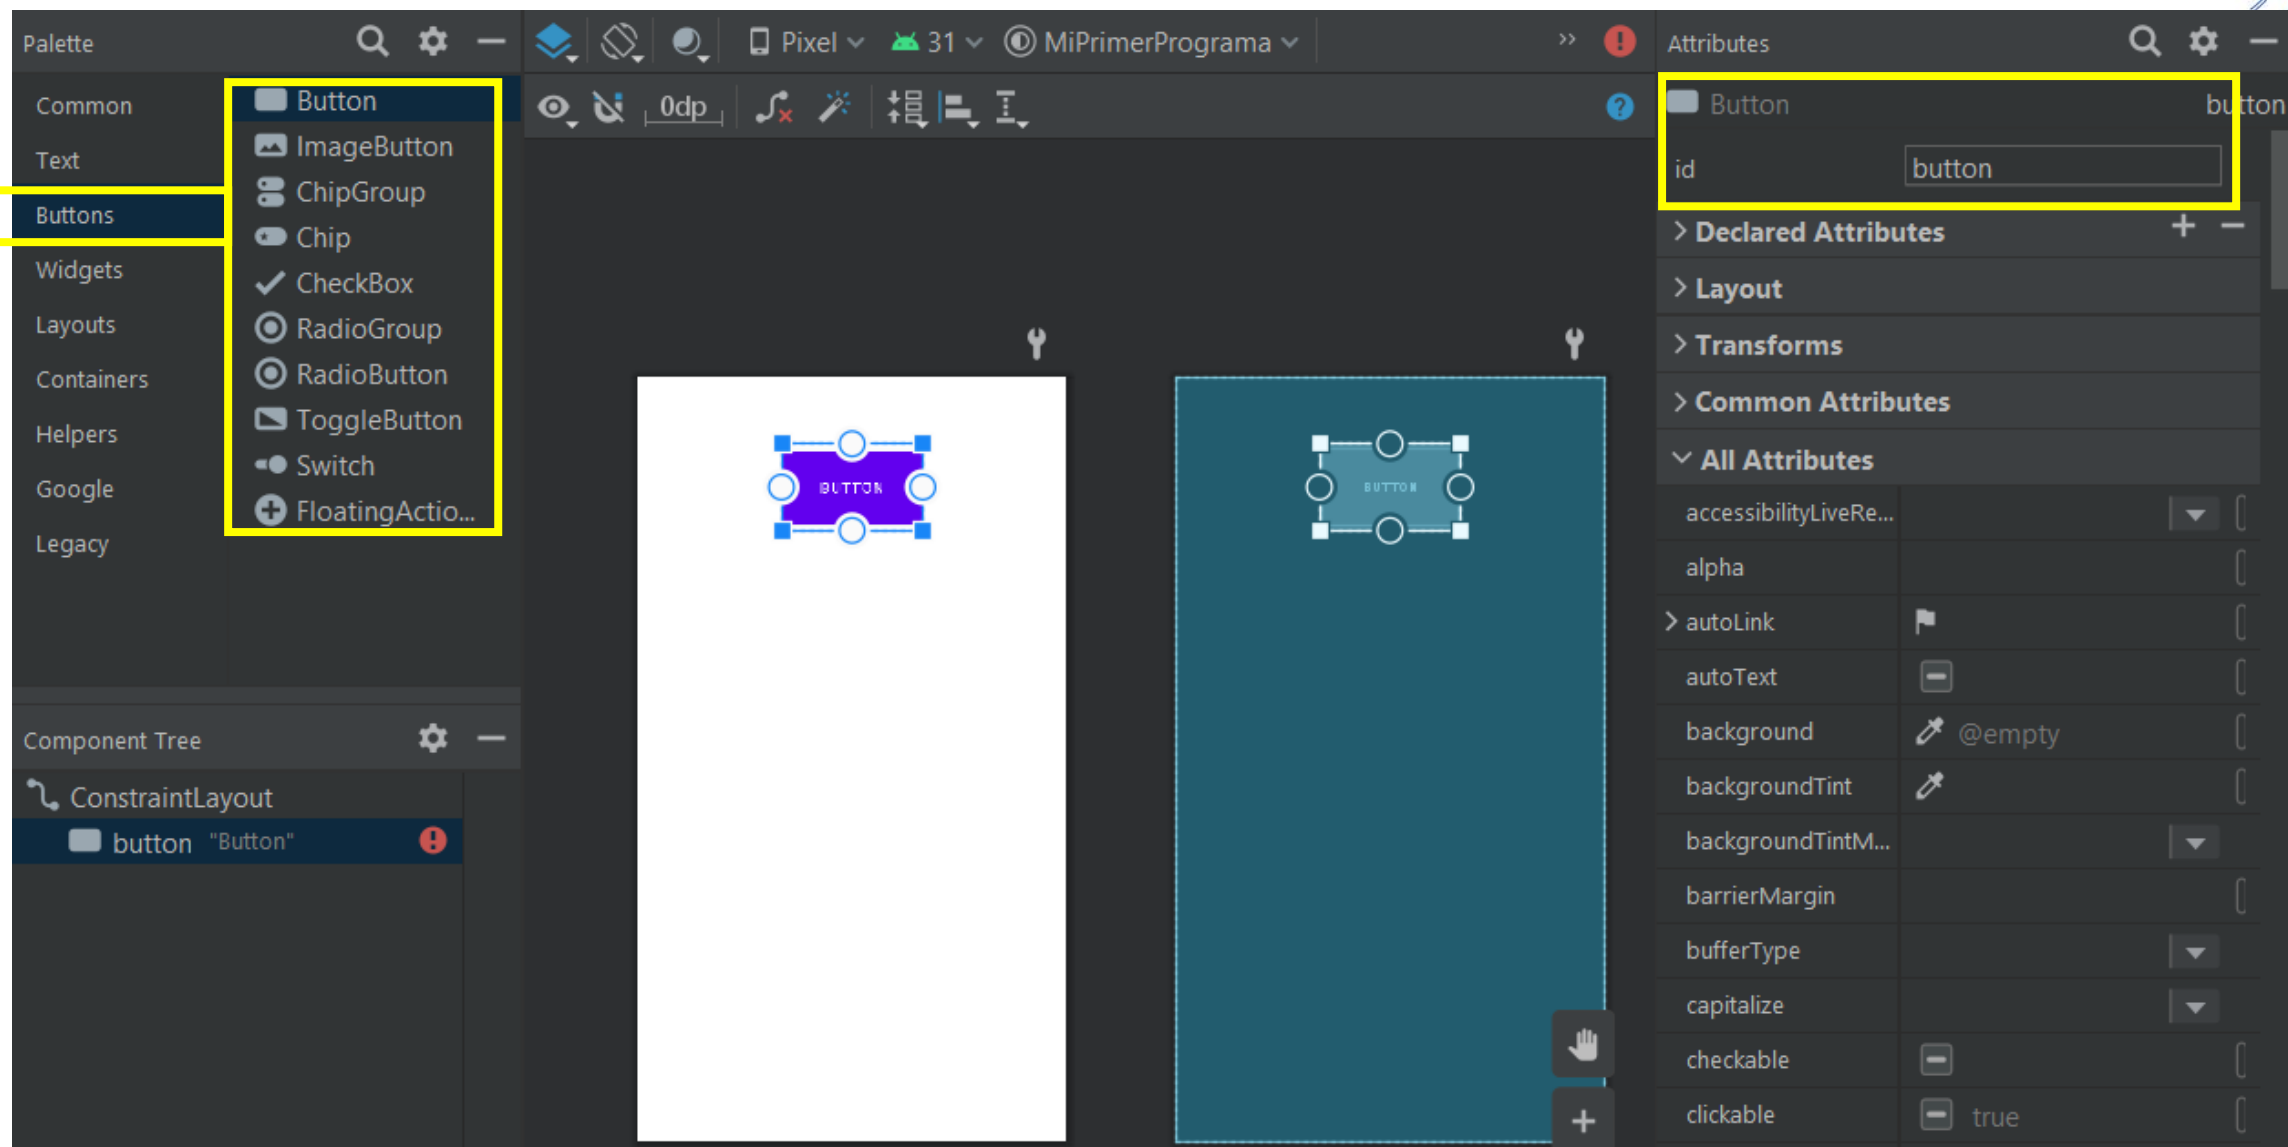 Palette
Common
Text
Buttons
Widgets
Layouts
Containers
Helpers
Google
Legacy
Button
ImageButton
ChipGroup
Chip
CheckBox
RadioGroup
RadioButton
ToggleButton
Switch
FloatingActio...
Component Tree
ConstraintLayout
button "Button"
Pixel 31 MiPrimerPrograma
0dp
BUTTON
BUTTON
Attributes
Button button
id button
Declared Attributes
Layout
Transforms
Common Attributes
All Attributes
accessibilityLiveRe...
alpha
autoLink
autoText
background @empty
backgroundTint
backgroundTintM...
barrierMargin
bufferType
capitalize
checkable
clickable true